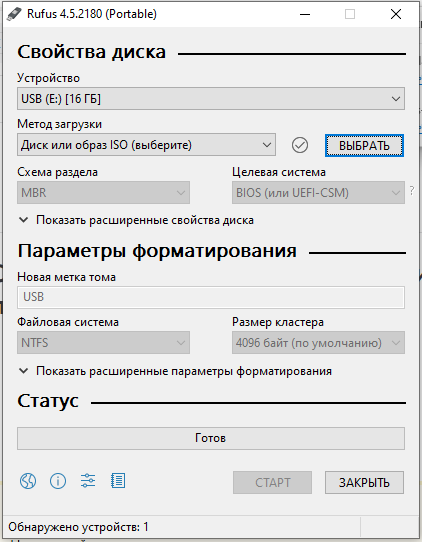 Rufus 4.5.2180 (Portable)
Свойства диска
Устройство
USB (E:) [16 ГБ]
Метод загрузки
Диск или образ ISO (выберите)
ВЫБРАТЬ
Схема раздела
Целевая система
MBR
BIOS (или UEFI-CSM)
?
Показать расширенные свойства диска
Параметры форматирования
Новая метка тома
USB
Файловая система
Размер кластера
NTFS
4096 байт (по умолчанию)
Показать расширенные параметры форматирования
Статус
Готов
СТАРТ
ЗАКРЫТЬ
Обнаружено устройств: 1